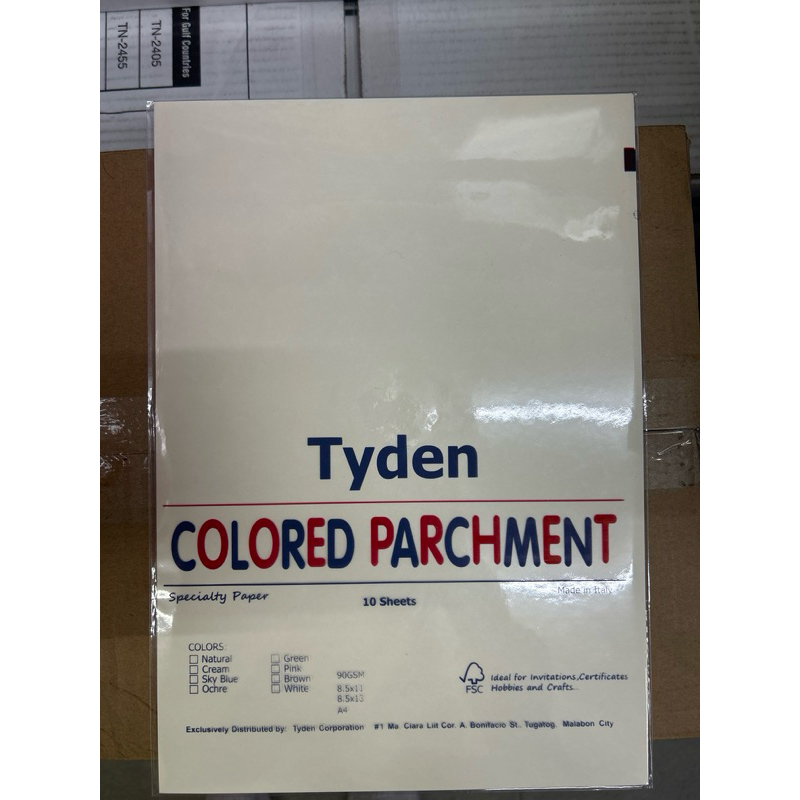 For Gulf Countries
TN-2405
TN-2455
Tyden
COLORED PARCHMENT
Specialty Paper
10 Sheets
Made in Italy
COLORS:
Natural
Cream
Sky Blue
Ochre
Green
Pink
Brown
White
90GSM
8.5x11
8.5x13
A4
FSC
Ideal for Invitations,Certificates
Hobbies and Crafts..
Exclusively Distributed by: Tyden Corporation #1 Ma. Clara Liit Cor. A. Bonifacio St., Tugatog, Malabon City